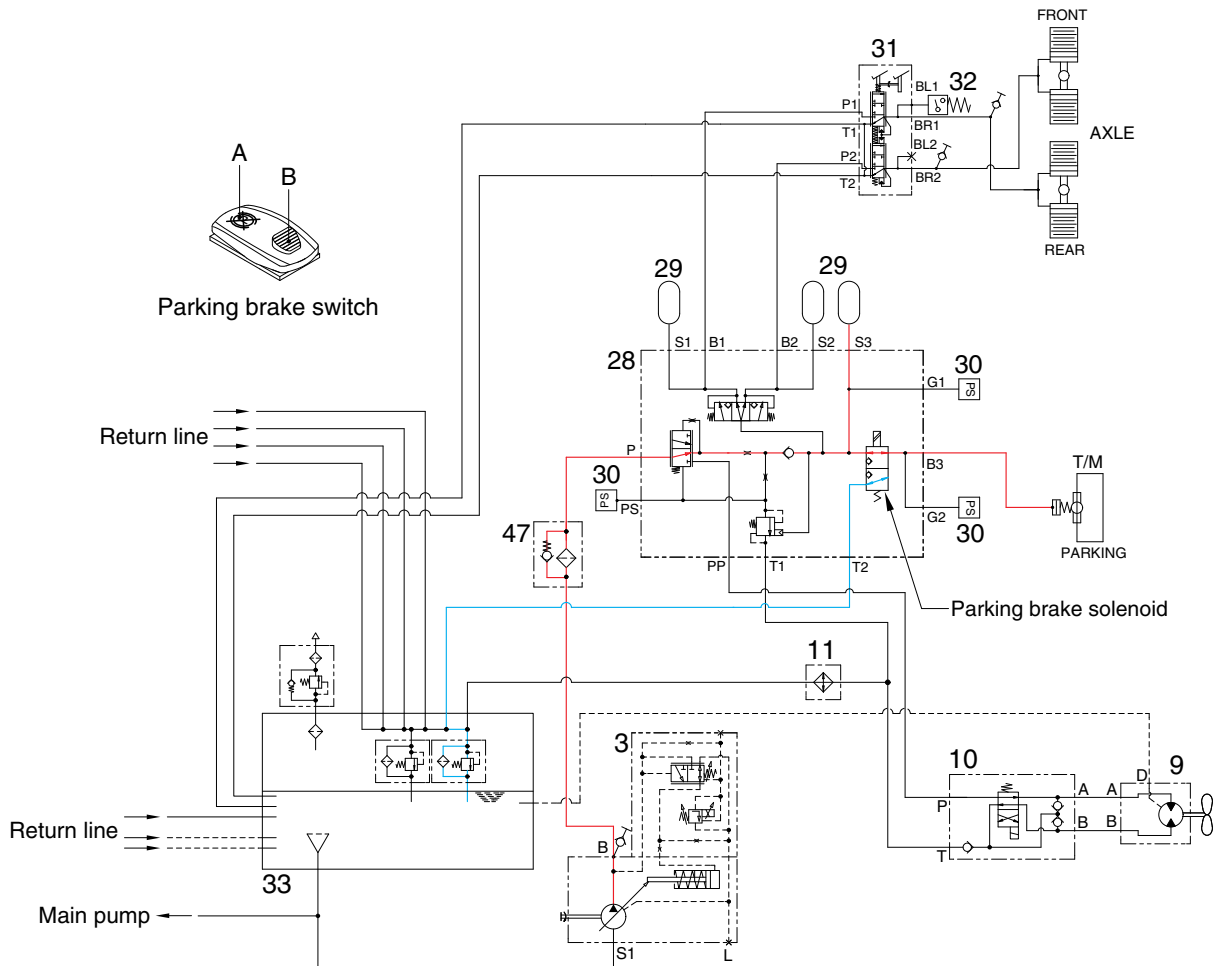 FRONT
31
BL1
32
P1
T1
BR1
AXLE
BL2
P2
T2
BR2
REAR
A
B
Parking brake switch
29
29
S1
B1
B2
S2
S3
28
30
G1
PS
Return line
P
B3
T/M
30
PS
PS
G2
PS
30
PARKING
47
PP
T1
T2
Parking brake solenoid
11
3
10
D
9
P
A
A
B
B
B
T
Return line
33
Main pump
S1
L